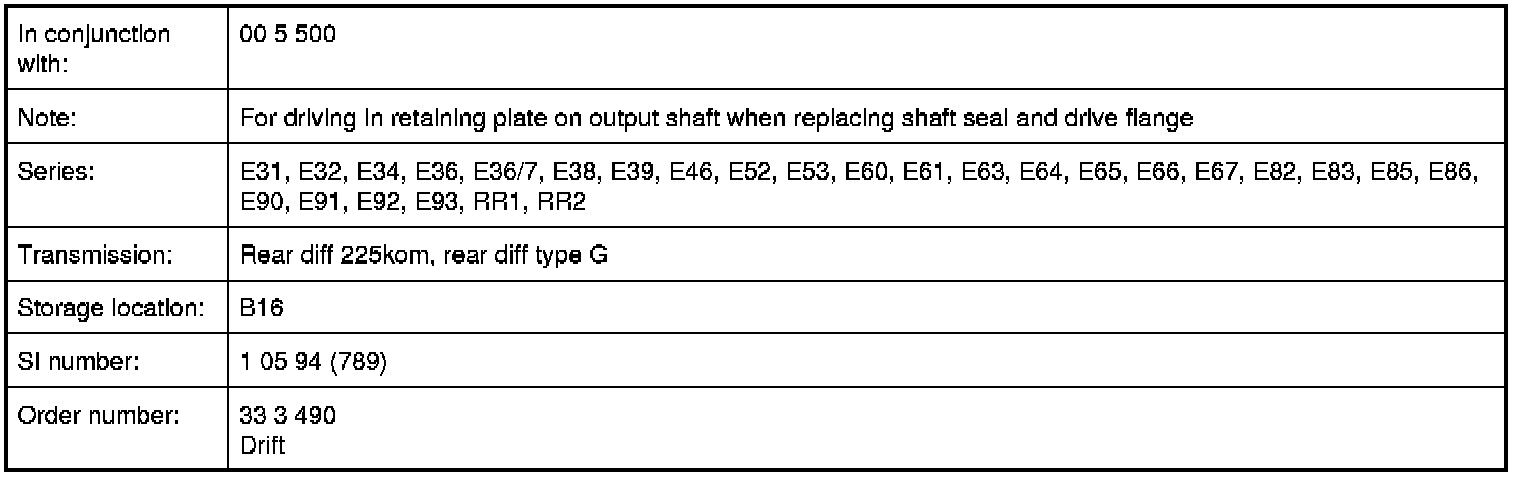 In conjunction 00 5 500
with:
Note: For driving in retaining plate on output shaft when replacing shaft seal and drive flange
Series: E31, E32, E34, E36, E36/7, E38, E39, E46, E52, E53, E60, E61, E63, E64, E65, E66, E67, E82, E83, E85, E86,
E90, E91, E92, E93, RR1, RR2
Transmission: Rear diff 225kom, rear diff type G
Storage location: B16
SI number: 1 05 94 (789)
Order number: 33 3 490
Drift